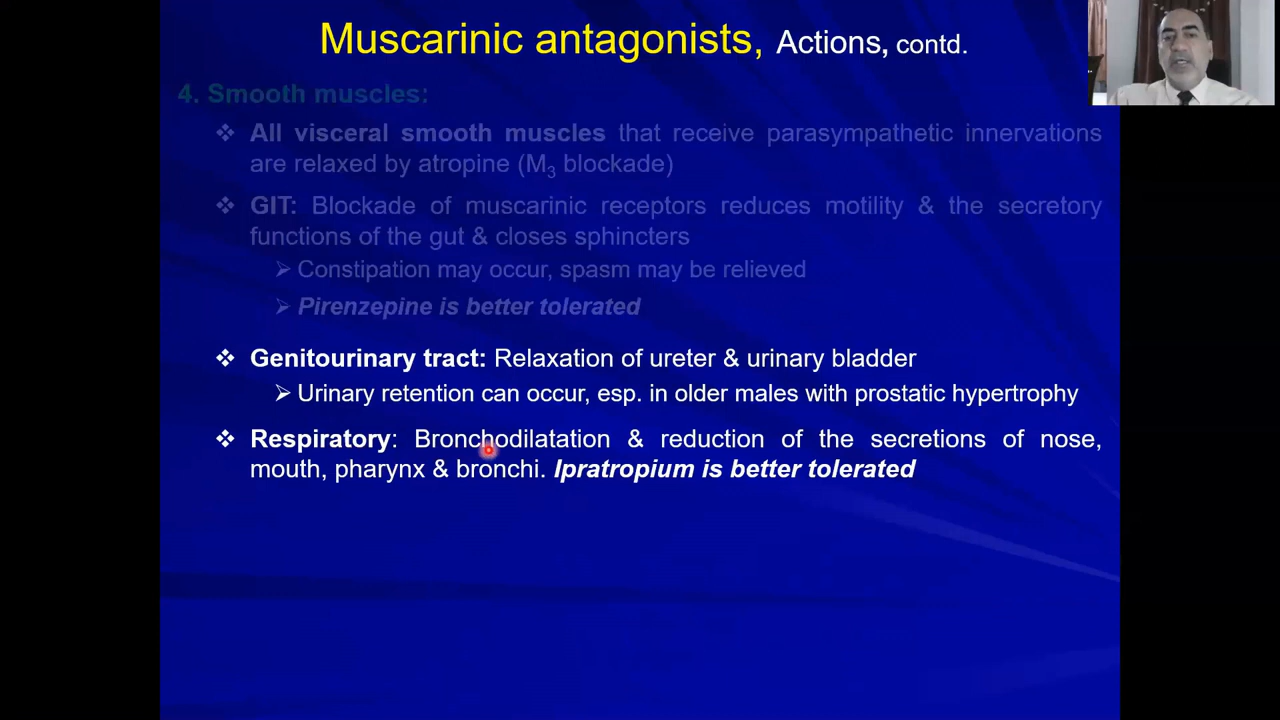 Muscarinic antagonists, Actions, contd.
4. Smooth muscles:
❖ All visceral smooth muscles that receive parasympathetic innervations
are relaxed by atropine (M₃ blockade)
❖ GIT: Blockade of muscarinic receptors reduces motility & the secretory
functions of the gut & closes sphincters
➢ Constipation may occur, spasm may be relieved
➢ Pirenzepine is better tolerated
❖ Genitourinary tract: Relaxation of ureter & urinary bladder
➢ Urinary retention can occur, esp. in older males with prostatic hypertrophy
❖ Respiratory: Bronchodilatation & reduction of the secretions of nose,
mouth, pharynx & bronchi. Ipratropium is better tolerated